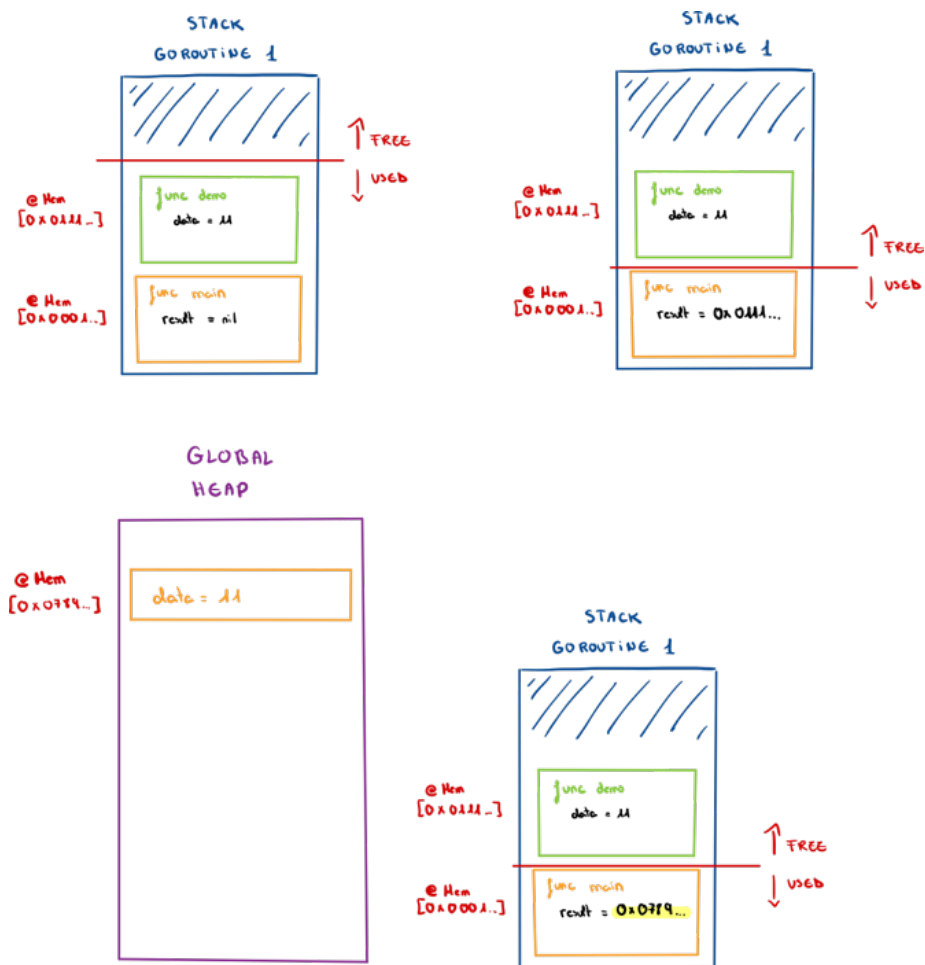 STACK
GOROUTINE 1
FREE
USED
@ Mem
[0x0111...]
func demo
data = 11
@ Mem
[0x0001..]
func main
result = nil
STACK
GOROUTINE 1
@ Mem
[0x0111...]
func demo
data = 11
FREE
USED
@ Mem
[0x0001..]
func main
result = 0x0111...
GLOBAL
HEAP
@ Mem
[0x0789...]
data = 11
STACK
GOROUTINE 1
@ Mem
[0x0111...]
func demo
data = 11
FREE
USED
@ Mem
[0x0001..]
func main
result = 0x0789...